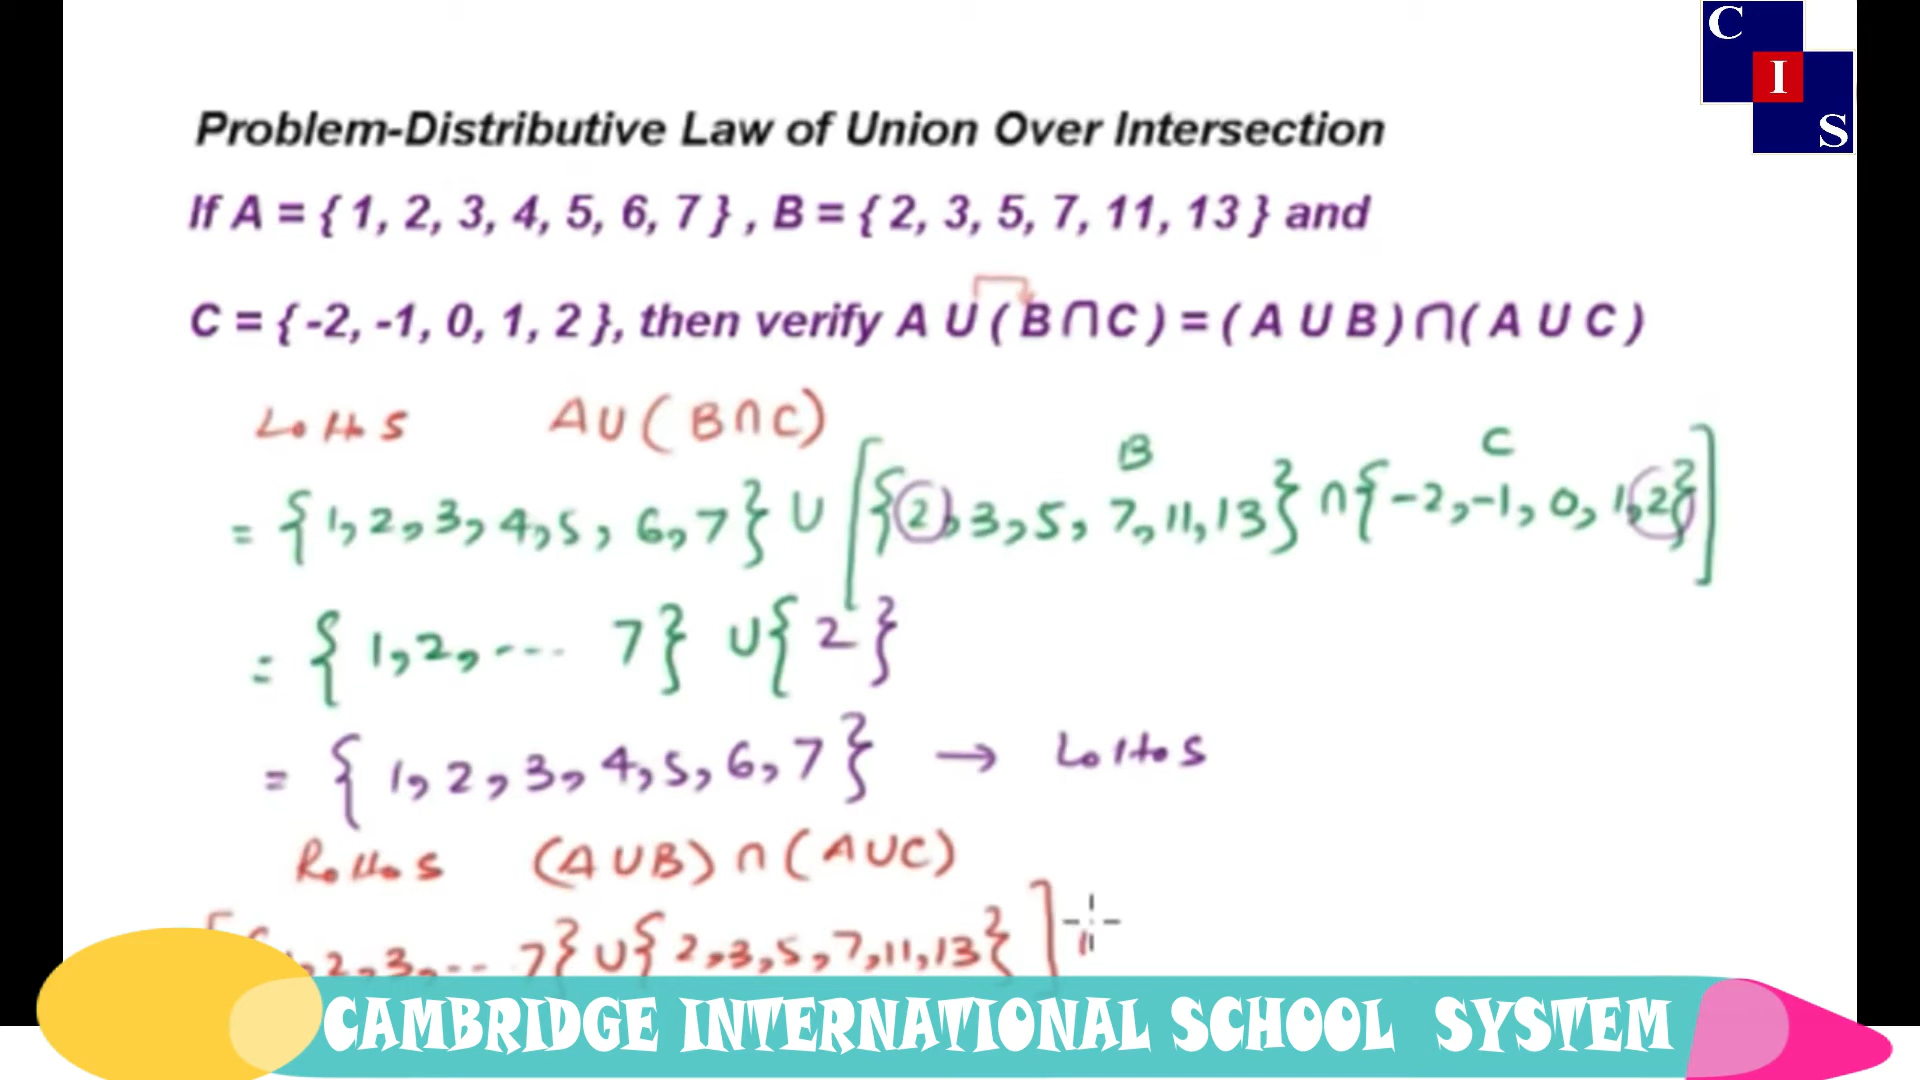 C
I
S
Problem-Distributive Law of Union Over Intersection
If A = { 1, 2, 3, 4, 5, 6, 7 } , B = { 2, 3, 5, 7, 11, 13 } and
C = { -2, -1, 0, 1, 2 }, then verify A U ( B ∩ C ) = ( A U B ) ∩ ( A U C )
L.H.S A U ( B ∩ C )
B C
= { 1, 2, 3, 4, 5, 6, 7 } U [ { 2, 3, 5, 7, 11, 13 } ∩ { -2, -1, 0, 1, 2 } ]
= { 1, 2, ---- 7 } U { 2 }
= { 1, 2, 3, 4, 5, 6, 7 } → L.H.S
R.H.S ( A U B ) ∩ ( A U C )
2, 3, -- 7 } U { 2, 3, 5, 7, 11, 13 } ]
CAMBRIDGE INTERNATIONAL SCHOOL SYSTEM